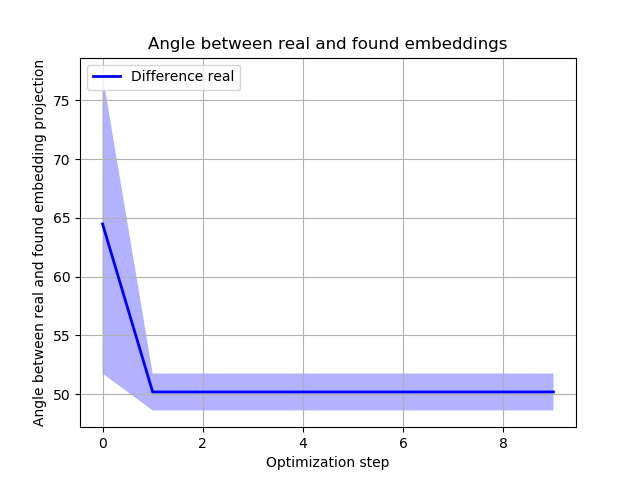 Angle between real and found embeddings
Difference real
Angle between real and found embedding projection
75
70
65
60
55
50
0 2 4 6 8
Optimization step